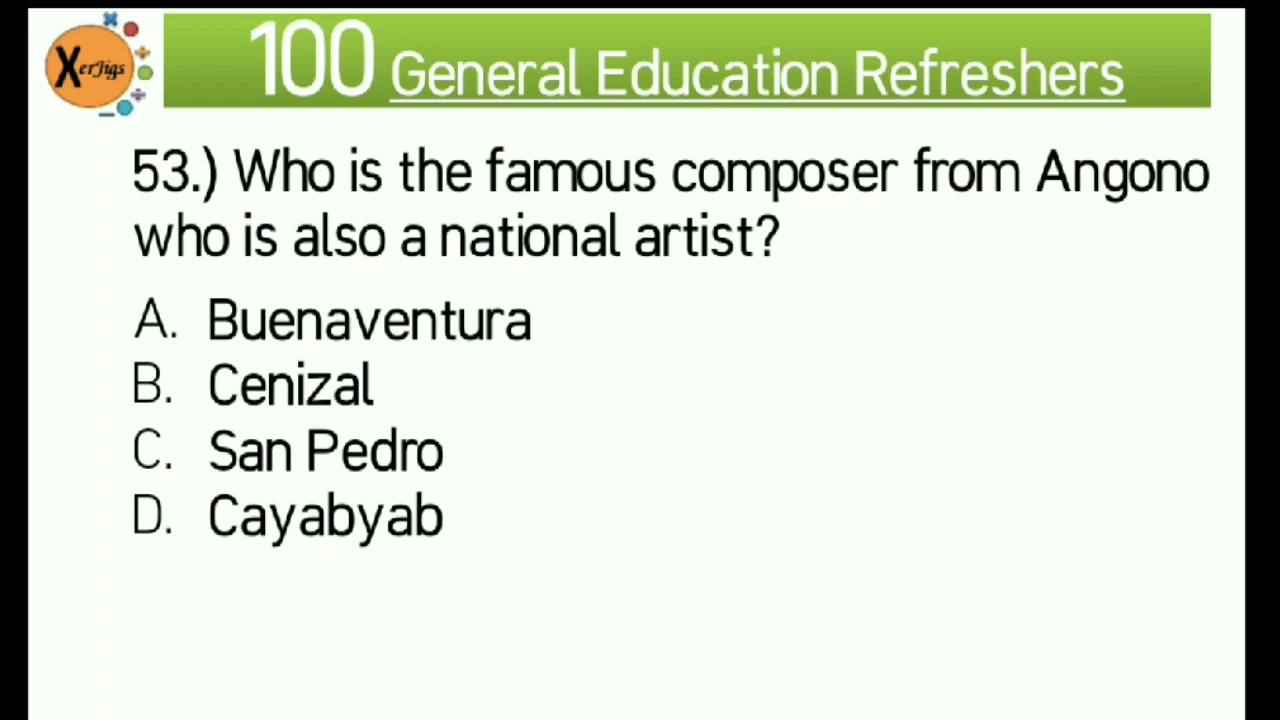 Xerjigs
100 General Education Refreshers
53.) Who is the famous composer from Angono
who is also a national artist?
A. Buenaventura
B. Cenizal
C. San Pedro
D. Cayabyab